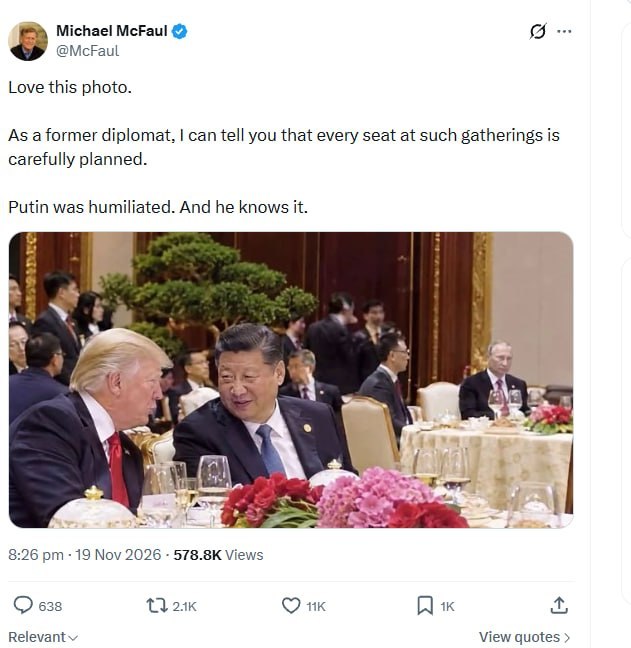 Michael McFaul
@McFaul
Love this photo.
As a former diplomat, I can tell you that every seat at such gatherings is
carefully planned.
Putin was humiliated. And he knows it.
8:26 pm · 19 Nov 2026 · 578.8K Views
638 2.1K 11K 1K
Relevant View quotes